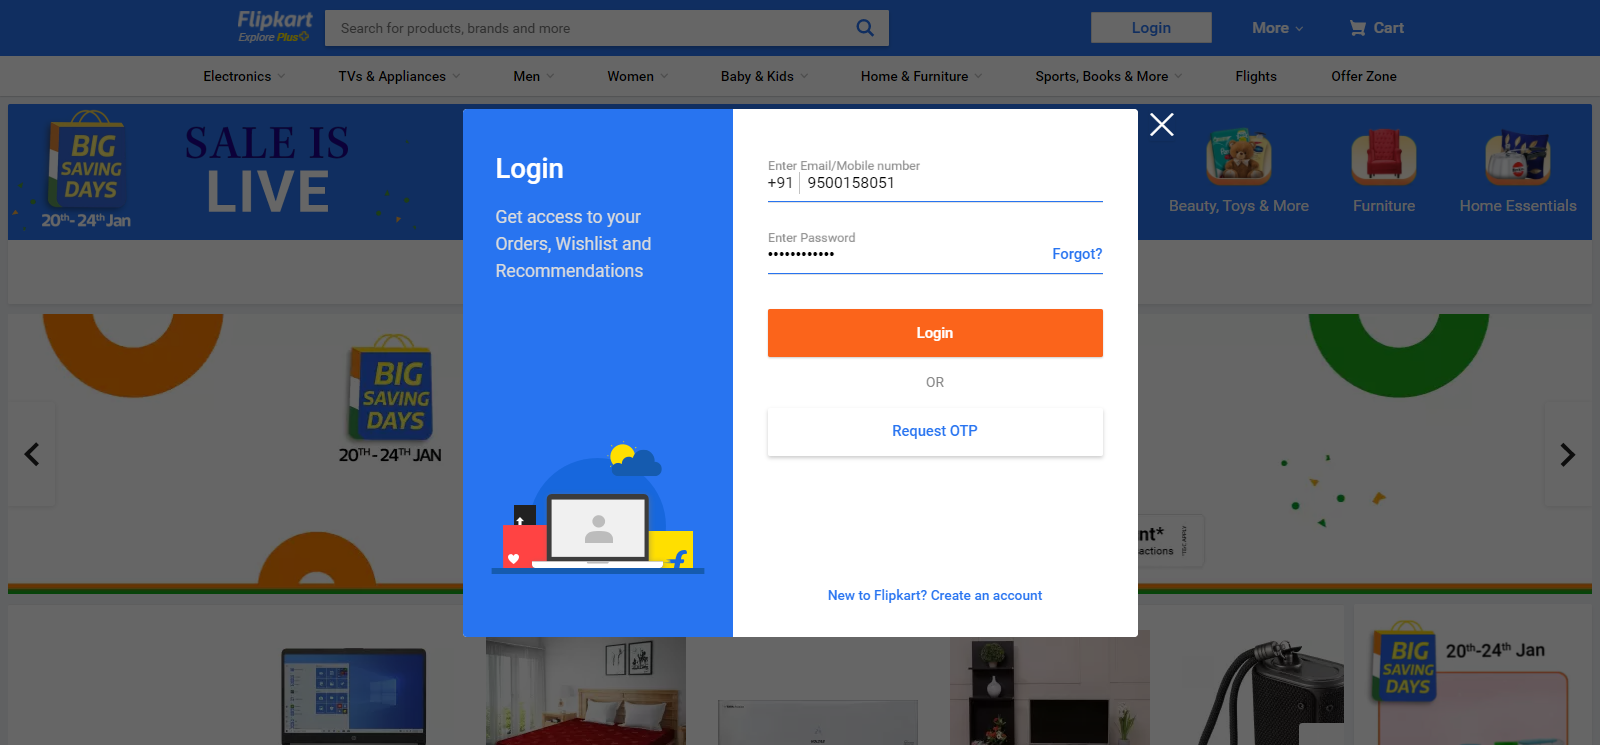 Flipkart
Explore Plus
Search for products, brands and more
Login
More
Cart
Electronics
TVs & Appliances
Men
Women
Baby & Kids
Home & Furniture
Sports, Books & More
Flights
Offer Zone
BIG
SAVING
DAYS
20th-24th Jan
SALE IS
LIVE
Beauty, Toys & More
Furniture
Home Essentials
Login
Get access to your
Orders, Wishlist and
Recommendations
Enter Email/Mobile number
+91 9500158051
Enter Password
••••••••••••
Forgot?
Login
OR
Request OTP
New to Flipkart? Create an account
BIG
SAVING
DAYS
20TH-24TH JAN
nt*
actions
BIG
SAVING
DAYS
20th-24th Jan